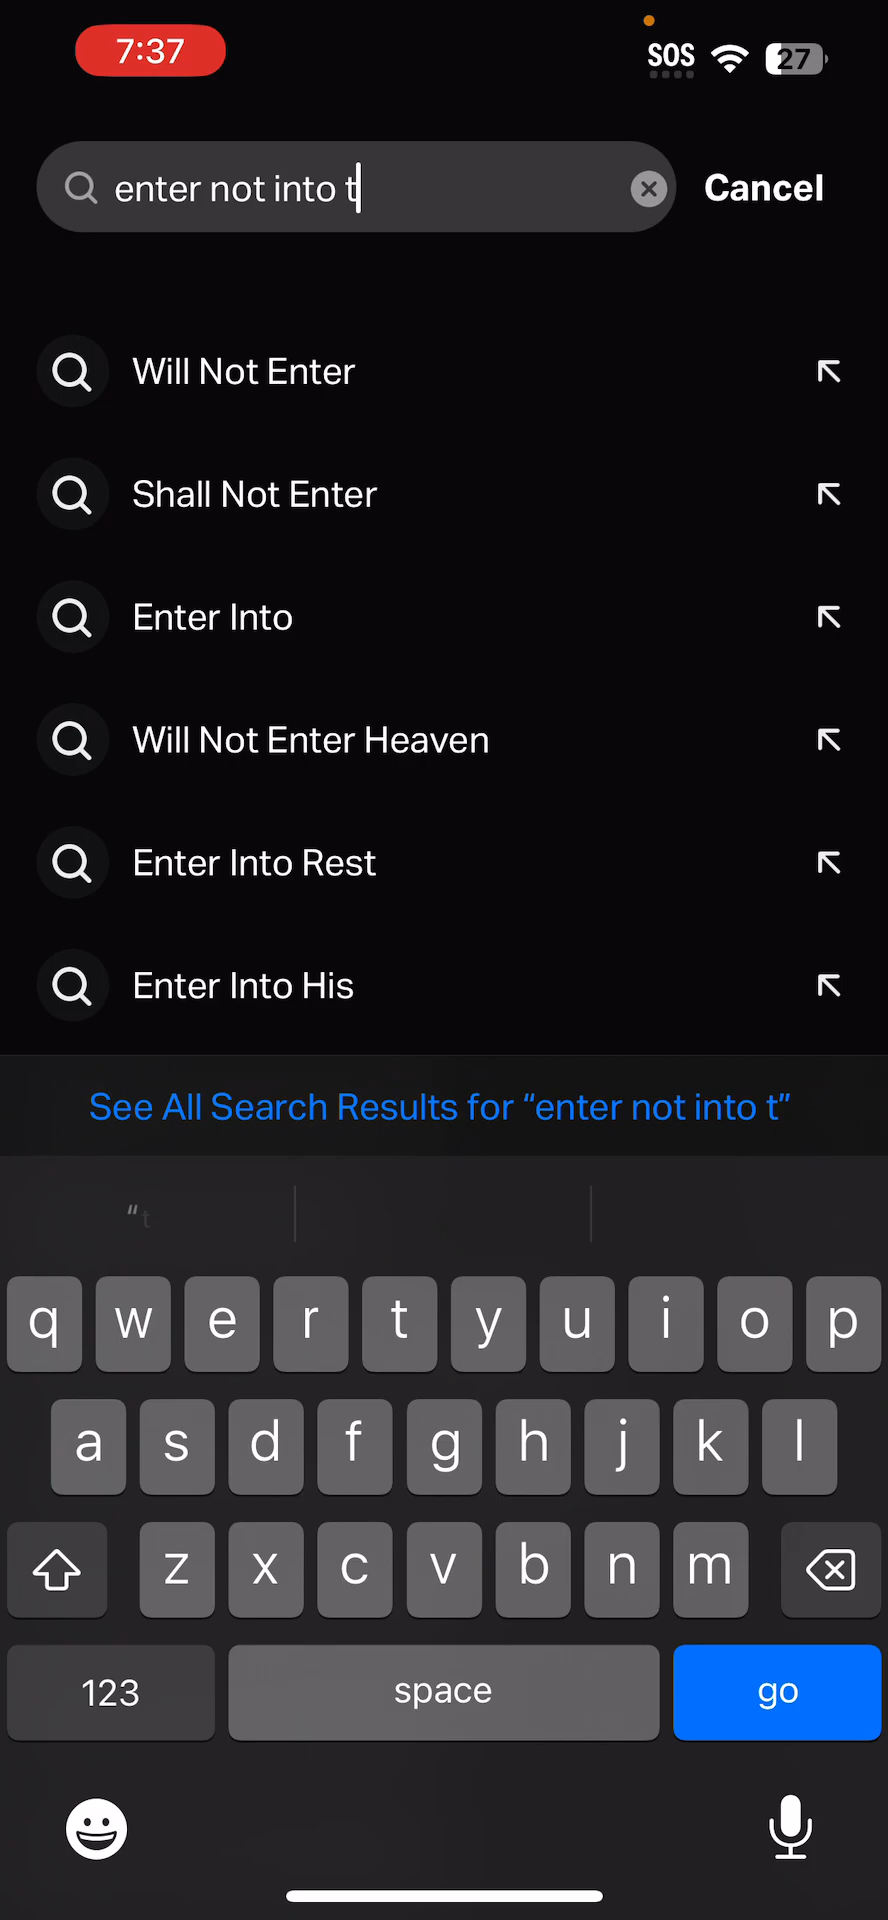 7:37
SOS
27
enter not into t
Cancel
Will Not Enter
Shall Not Enter
Enter Into
Will Not Enter Heaven
Enter Into Rest
Enter Into His
See All Search Results for “enter not into t”
“t
q w e r t y u i o p
a s d f g h j k l
z x c v b n m
123 space go